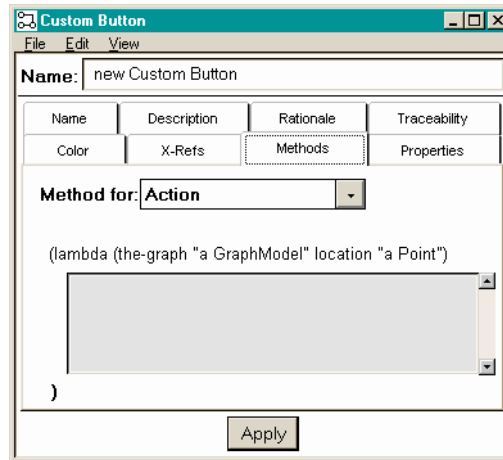 Custom Button
File Edit View
Name: new Custom Button
Name Description Rationale Traceability
Color X-Refs Methods Properties
Method for: Action
(lambda (the-graph "a GraphModel" location "a Point")
)
Apply